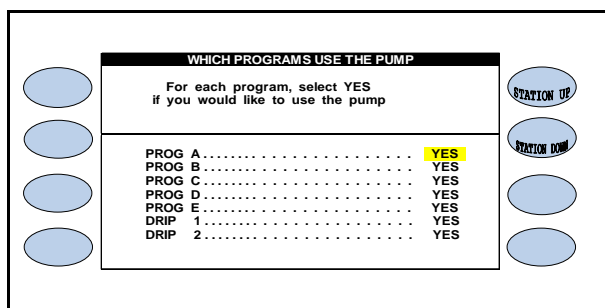 WHICH PROGRAMS USE THE PUMP
For each program, select YES
if you would like to use the pump
STATION UP
STATION DOWN
PROG A....... . . . . . . . . . . . . . . . YES
PROG B....... . . . . . . . . . . . . . . . YES
PROG C....... . . . . . . . . . . . . . . . YES
PROG D....... . . . . . . . . . . . . . . . YES
PROG E....... . . . . . . . . . . . . . . . YES
DRIP 1....... . . . . . . . . . . . . . . . YES
DRIP 2....... . . . . . . . . . . . . . . . YES